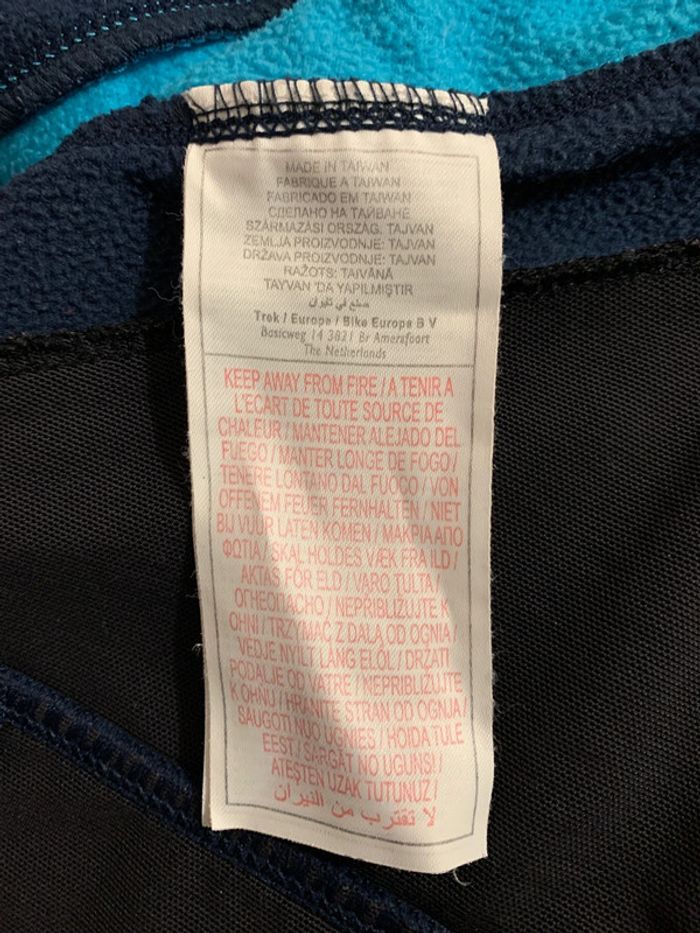 MADE IN TAIWAN
FABRIQUE A TAIWAN
FABRICADO EM TAIWAN
СДЕЛАНО НА ТАЙВАНЕ
SZÁRMAZÁSI ORSZÁG: TAJVAN
ZEMLJA PROIZVODNJE: TAJVAN
DRŽAVA PROIZVODNJE: TAJVAN
RAŽOTS: TAIVĀNĀ
TAYVAN 'DA YAPILMIŞTIR
صنع في تايوان
Trek / Europe / Bike Europe B V
Basicweg 14 3821 Br Amersfoort
The Netherlands
KEEP AWAY FROM FIRE / A TENIR A
L'ECART DE TOUTE SOURCE DE
CHALEUR / MANTENER ALEJADO DEL
FUEGO / MANTER LONGE DE FOGO /
TENERE LONTANO DAL FUOCO / VON
OFFENEM FEUER FERNHALTEN / NIET
BIJ VUUR LATEN KOMEN / ΜΑΚΡΙΑ ΑΠΟ
ΦΩΤΙΑ / SKAL HOLDES VÆK FRA ILD /
AKTAS FÖR ELD / VARO TULTA /
ОГНЕОПАСНО / NEPŘIBLIŽUJTE K
OHNI / TRZYMAĆ Z DALA OD OGNIA /
VEDJE NYÍLT LÁNG ELŐL / DRŽATI
PODALJE OD VATRE / NEPRIBLIŽUJTE
K OHŇU / HRANITE STRAN OD OGNJA /
SAUGOTI NUO UGNIES / HOIDA TULE
EEST / SARGĀT NO UGUNS! /
ATEŞTEN UZAK TUTUNUZ /
لا تقترب من النيران